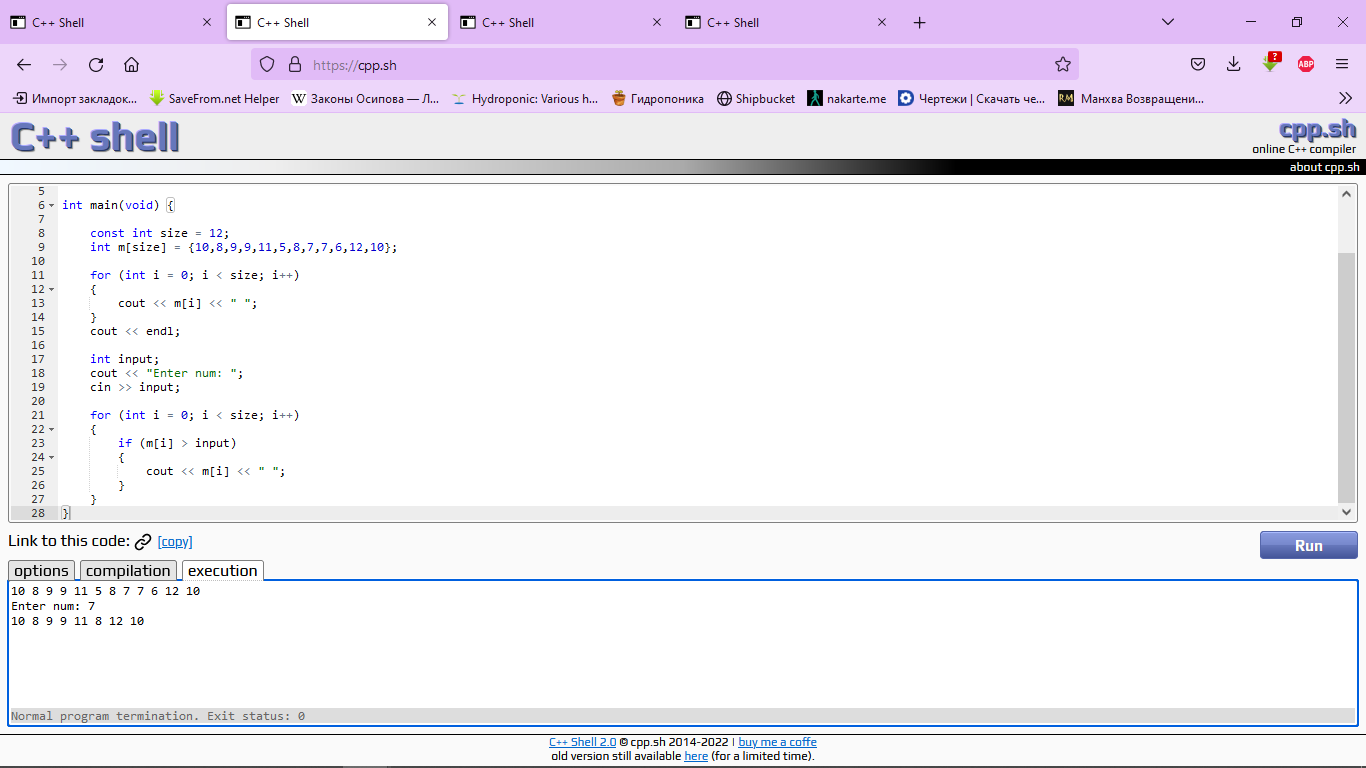 C++ Shell
C++ Shell
C++ Shell
C++ Shell
https://cpp.sh
Импорт закладок...
SaveFrom.net Helper
W Законы Осипова — Л...
Hydroponic: Various h...
Гидропоника
Shipbucket
nakarte.me
Чертежи | Скачать че...
RM Манхва Возвращени...
ABP
?
C++ shell
cpp.sh
online C++ compiler
about cpp.sh
5
6 int main(void) {
7
8 const int size = 12;
9 int m[size] = {10,8,9,9,11,5,8,7,7,6,12,10};
10
11 for (int i = 0; i < size; i++)
12 {
13 cout << m[i] << " ";
14 }
15 cout << endl;
16
17 int input;
18 cout << "Enter num: ";
19 cin >> input;
20
21 for (int i = 0; i < size; i++)
22 {
23 if (m[i] > input)
24 {
25 cout << m[i] << " ";
26 }
27 }
28 }
Link to this code: [copy]
Run
options compilation execution
10 8 9 9 11 5 8 7 7 6 12 10
Enter num: 7
10 8 9 9 11 8 12 10
Normal program termination. Exit status: 0
C++ Shell 2.0 © cpp.sh 2014-2022 | buy me a coffe
old version still available here (for a limited time).